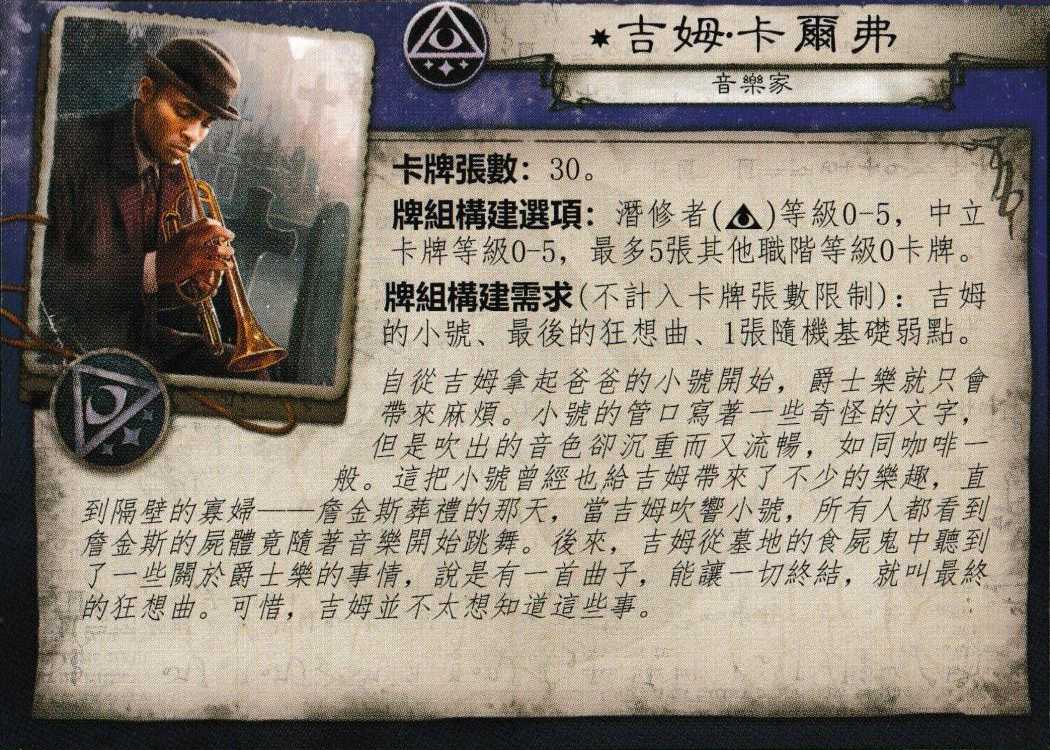 吉姆·卡爾弗
音樂家
卡牌張數：30。
牌組構建選項：潛修者()等級0-5，中立
卡牌等級0-5，最多5張其他職階等級0卡牌。
牌組構建需求(不計入卡牌張數限制)：吉姆
的小號、最後的狂想曲、1張隨機基礎弱點。
自從吉姆拿起爸爸的小號開始，爵士樂就只會
帶來麻煩。小號的管口寫著一些奇怪的文字，
但是吹出的音色卻沉重而又流暢，如同咖啡一
般。這把小號曾經也給吉姆帶來了不少的樂趣，直
到隔壁的寡婦——詹金斯葬禮的那天，當吉姆吹響小號，所有人都看到
詹金斯的屍體竟隨著音樂開始跳舞。後來，吉姆從墓地的食屍鬼中聽到
了一些關於爵士樂的事情，說是有一首曲子，能讓一切終結，就叫最終
的狂想曲。可惜，吉姆並不太想知道這些事。